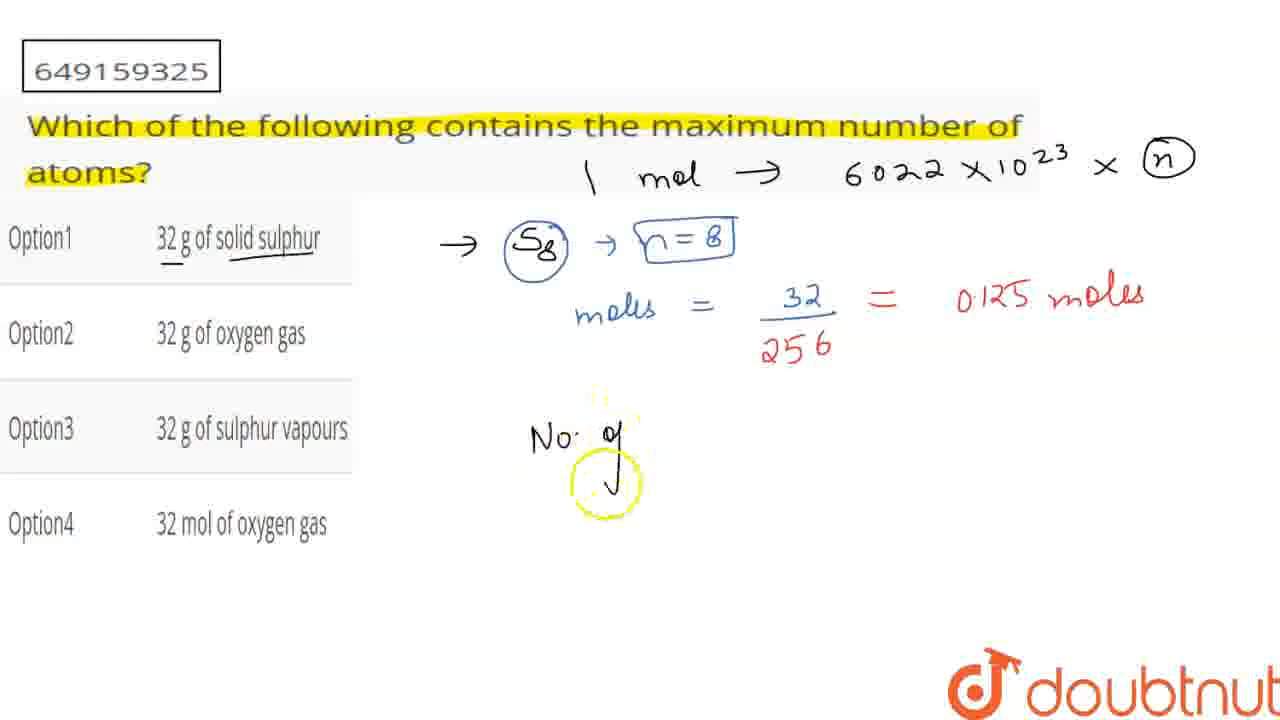 649159325
Which of the following contains the maximum number of
atoms?
1 mol → 6022 × 10²³ × n
Option1 32 g of solid sulphur
→ S₈ → n = 8
moles = 32/256 = 0.125 moles
Option2 32 g of oxygen gas
Option3 32 g of sulphur vapours
No. of
Option4 32 mol of oxygen gas
doubtnut